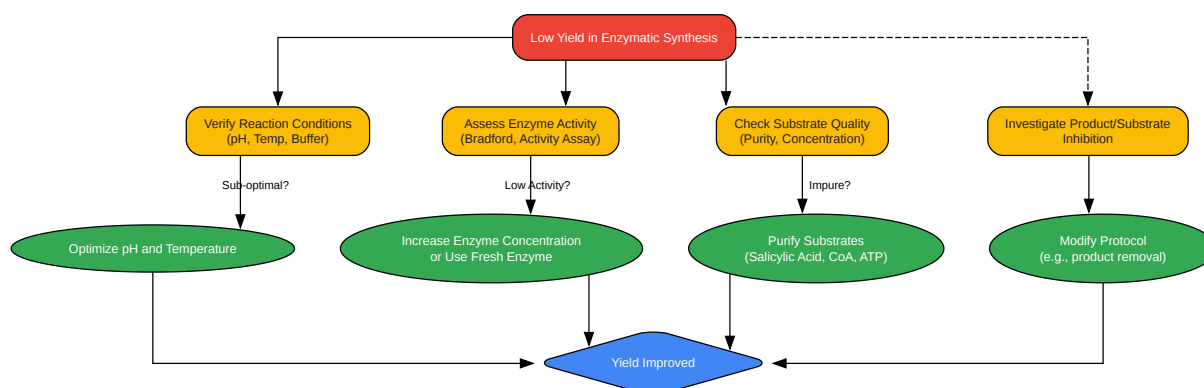 Low Yield in Enzymatic Synthesis
Verify Reaction Conditions
(pH, Temp, Buffer)
Assess Enzyme Activity
(Bradford, Activity Assay)
Check Substrate Quality
(Purity, Concentration)
Investigate Product/Substrate
Inhibition
Sub-optimal?
Low Activity?
Impure?
Optimize pH and Temperature
Increase Enzyme Concentration
or Use Fresh Enzyme
Purify Substrates
(Salicylic Acid, CoA, ATP)
Modify Protocol
(e.g., product removal)
Yield Improved